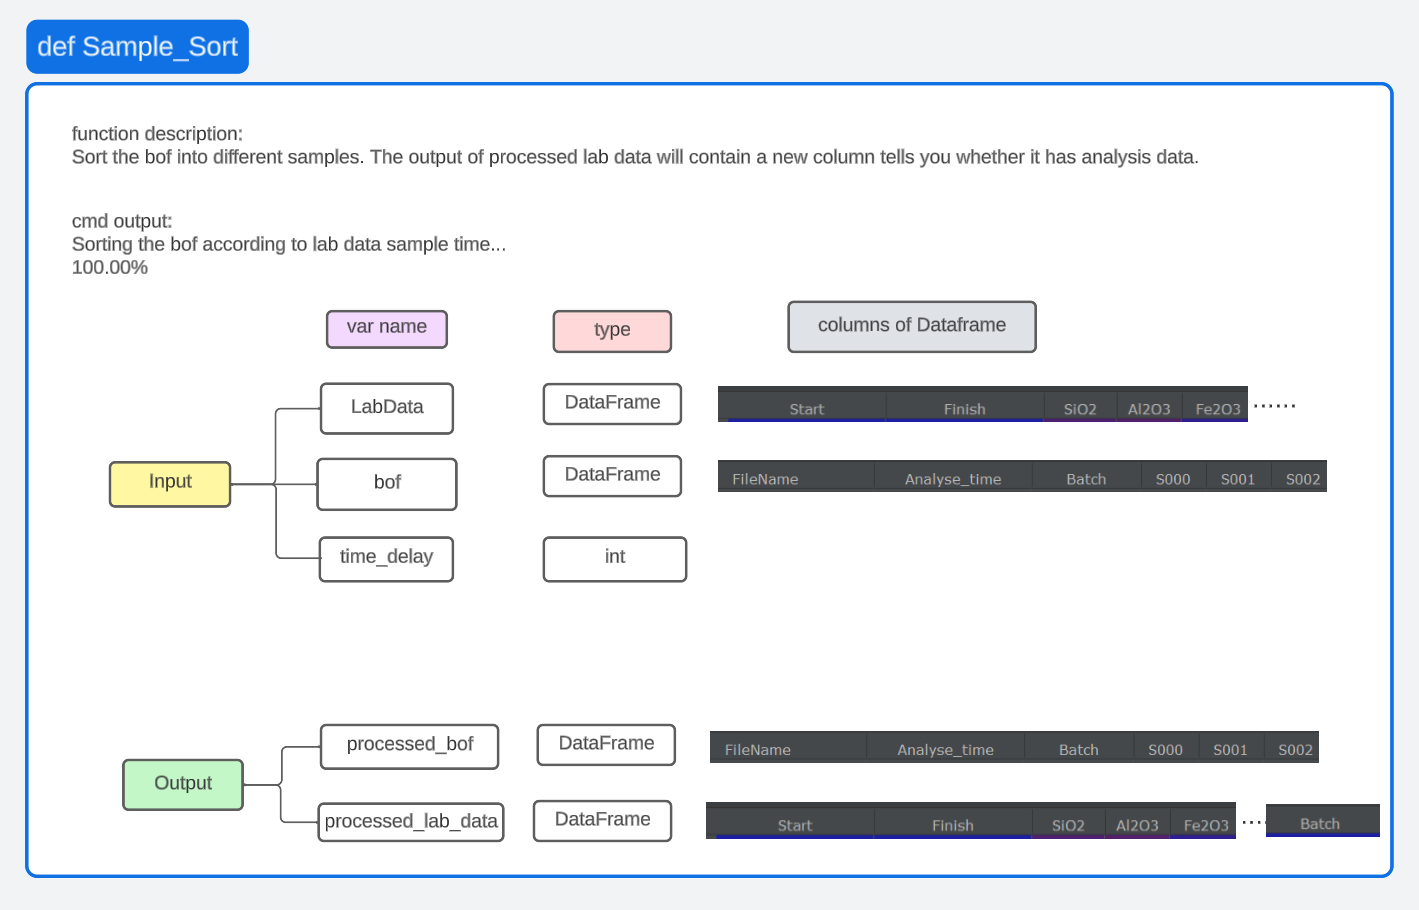 def Sample_Sort
function description:
Sort the bof into different samples. The output of processed lab data will contain a new column tells you whether it has analysis data.
cmd output:
Sorting the bof according to lab data sample time...
100.00%
var name type columns of Dataframe
LabData DataFrame Start Finish SiO2 Al2O3 Fe2O3 ......
Input bof DataFrame FileName Analyse_time Batch S000 S001 S002
time_delay int
processed_bof DataFrame FileName Analyse_time Batch S000 S001 S002
Output
processed_lab_data DataFrame Start Finish SiO2 Al2O3 Fe2O3 .... Batch